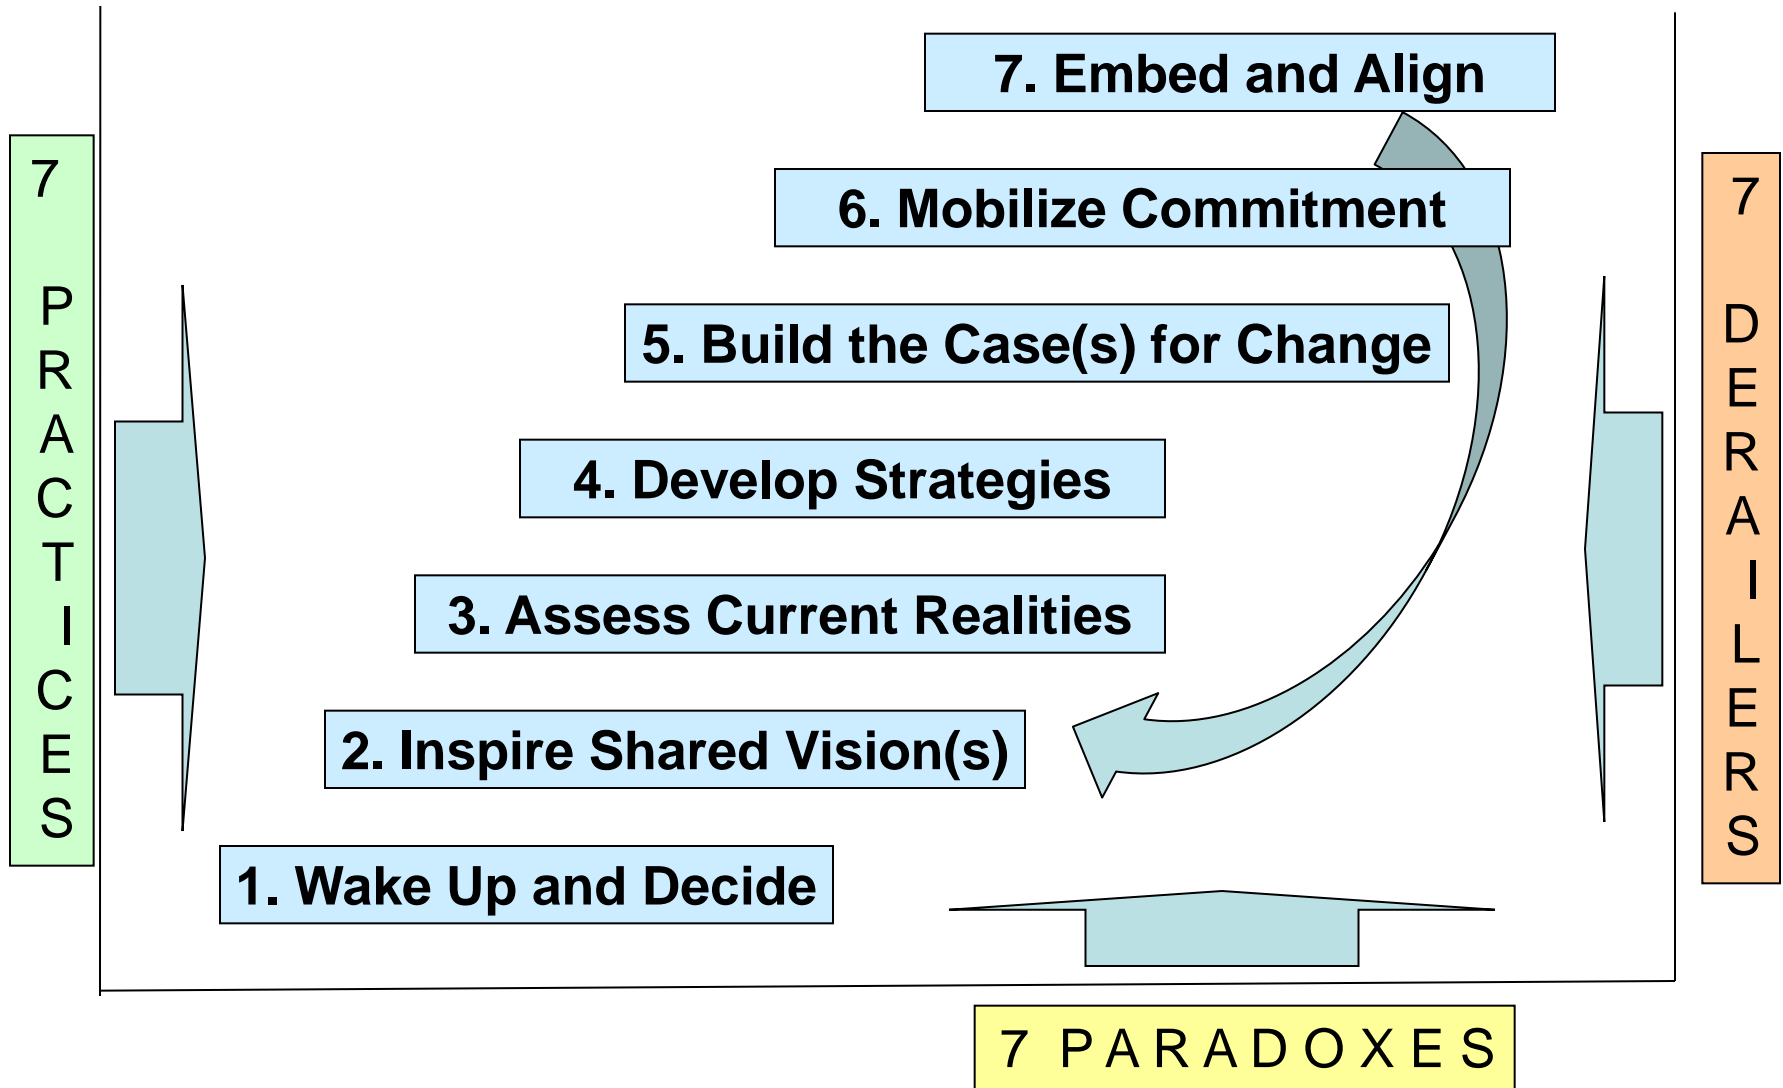 7. Embed and Align
6. Mobilize Commitment
5. Build the Case(s) for Change
4. Develop Strategies
3. Assess Current Realities
2. Inspire Shared Vision(s)
1. Wake Up and Decide
7 PRACTICES
7 DERAILERS
7 PARADOXES